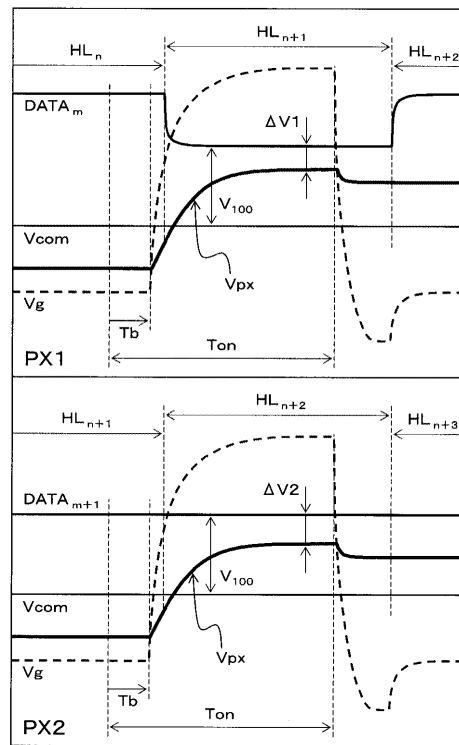 HLₙ
HLₙ₊₁
HLₙ₊₂
DATAₘ
ΔV1
V₁₀₀
Vcom
Vpx
Vg
Tb
Ton
PX1
HLₙ₊₁
HLₙ₊₂
HLₙ₊₃
DATAₘ₊₁
ΔV2
V₁₀₀
Vcom
Vpx
Vg
Tb
Ton
PX2